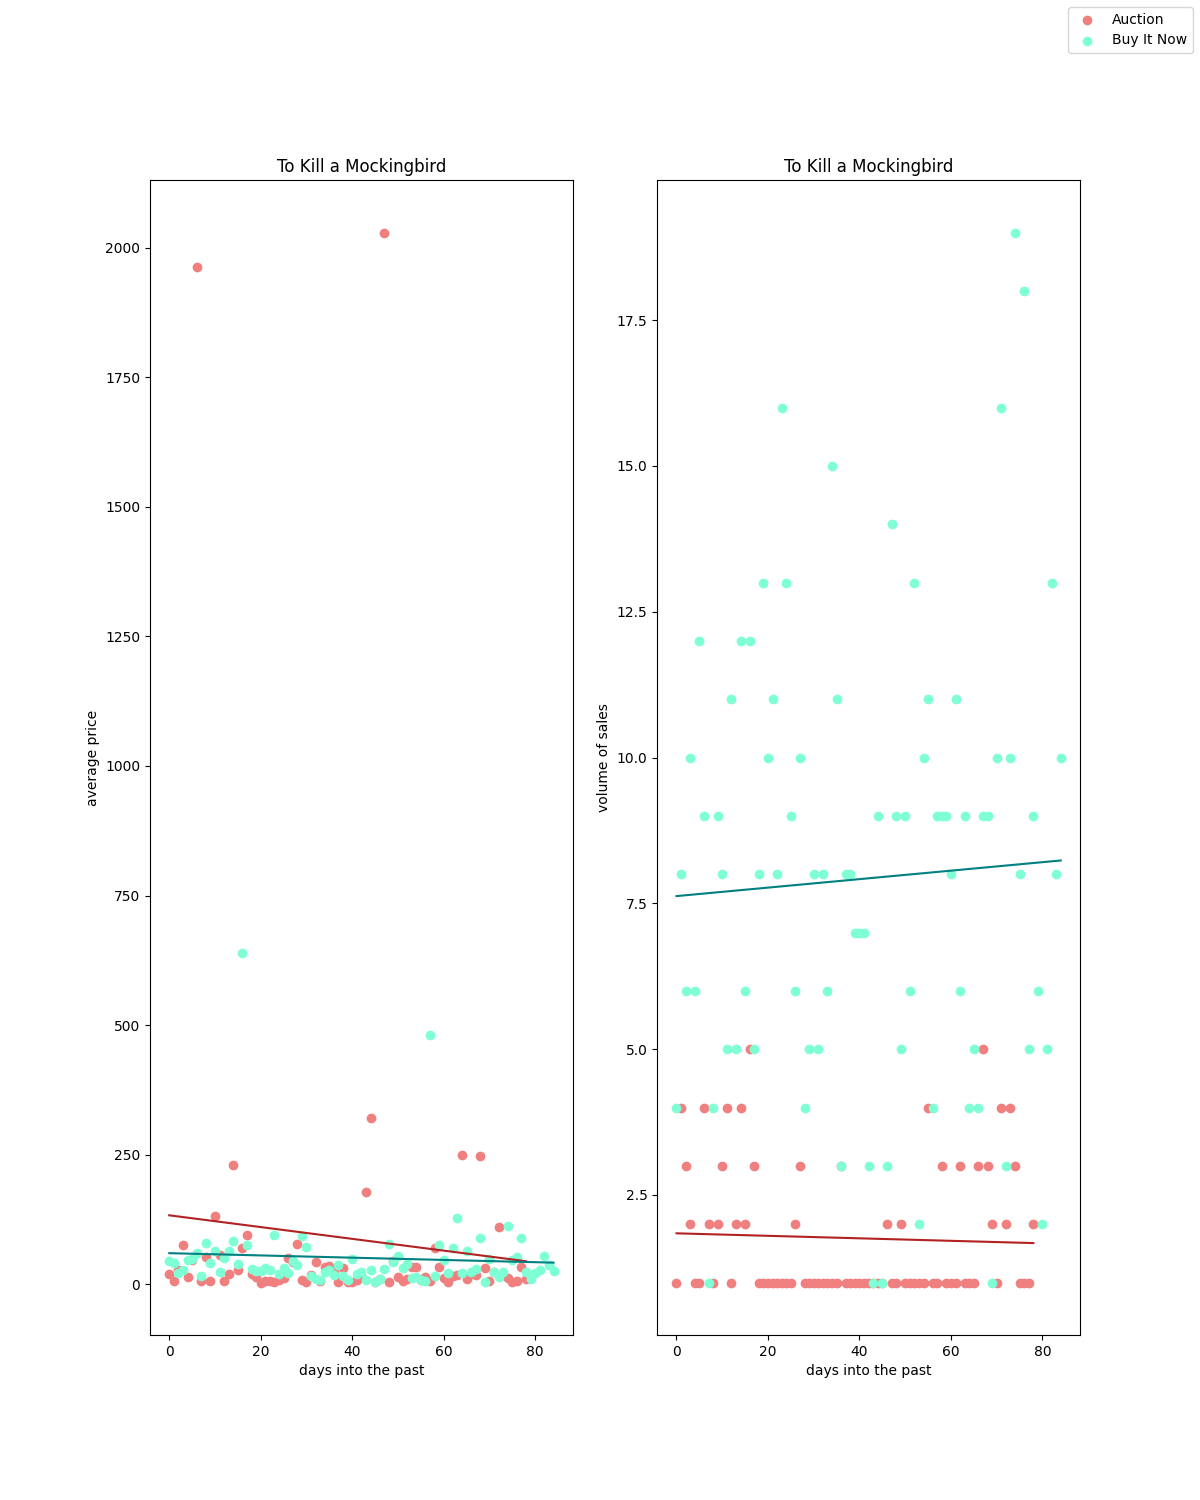 Auction
Buy It Now
To Kill a Mockingbird
2000
1750
1500
1250
1000
750
500
250
0
average price
0 20 40 60 80
days into the past
To Kill a Mockingbird
17.5
15.0
12.5
10.0
7.5
5.0
2.5
volume of sales
0 20 40 60 80
days into the past